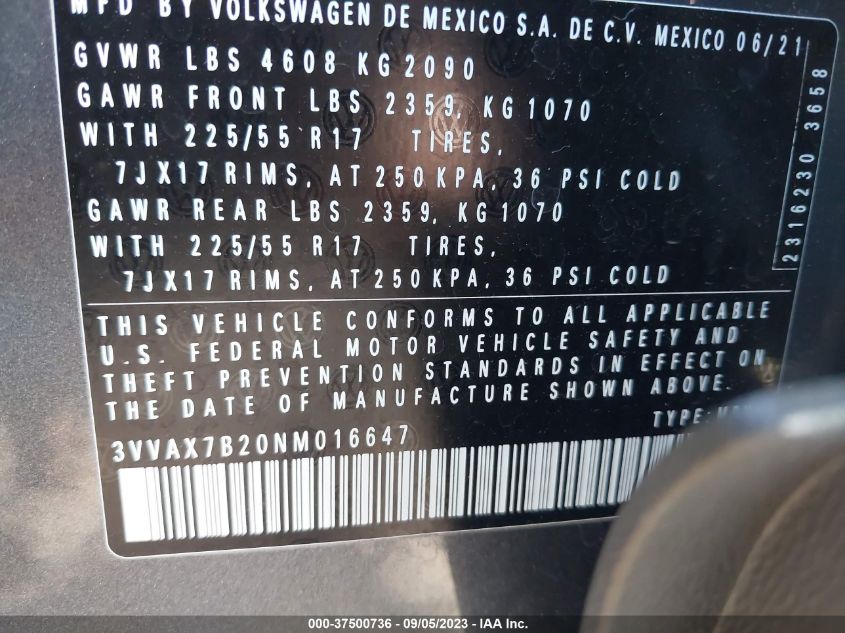 MFD BY VOLKSWAGEN DE MEXICO S.A. DE C.V. MEXICO 06/21
GVWR LBS 4608 KG 2090
GAWR FRONT LBS 2359, KG 1070
WITH 225/55 R17 TIRES,
7JX17 RIMS, AT 250 KPA, 36 PSI COLD
GAWR REAR LBS 2359, KG 1070
WITH 225/55 R17 TIRES,
7JX17 RIMS, AT 250 KPA, 36 PSI COLD
2316230 3658
THIS VEHICLE CONFORMS TO ALL APPLICABLE
U.S. FEDERAL MOTOR VEHICLE SAFETY AND
THEFT PREVENTION STANDARDS IN EFFECT ON
THE DATE OF MANUFACTURE SHOWN ABOVE.
TYPE:
3VVAX7B20NM016647
000-37500736 - 09/05/2023 - IAA Inc.